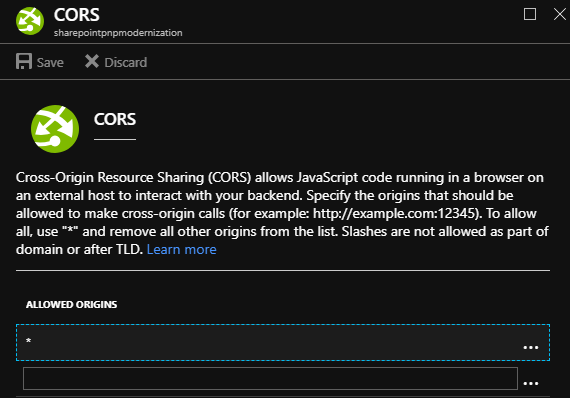 CORS
sharepointpnpmodernization
Save Discard
CORS
Cross-Origin Resource Sharing (CORS) allows JavaScript code running in a browser on
an external host to interact with your backend. Specify the origins that should be
allowed to make cross-origin calls (for example: http://example.com:12345). To allow
all, use "*" and remove all other origins from the list. Slashes are not allowed as part of
domain or after TLD. Learn more
ALLOWED ORIGINS
* ...
...